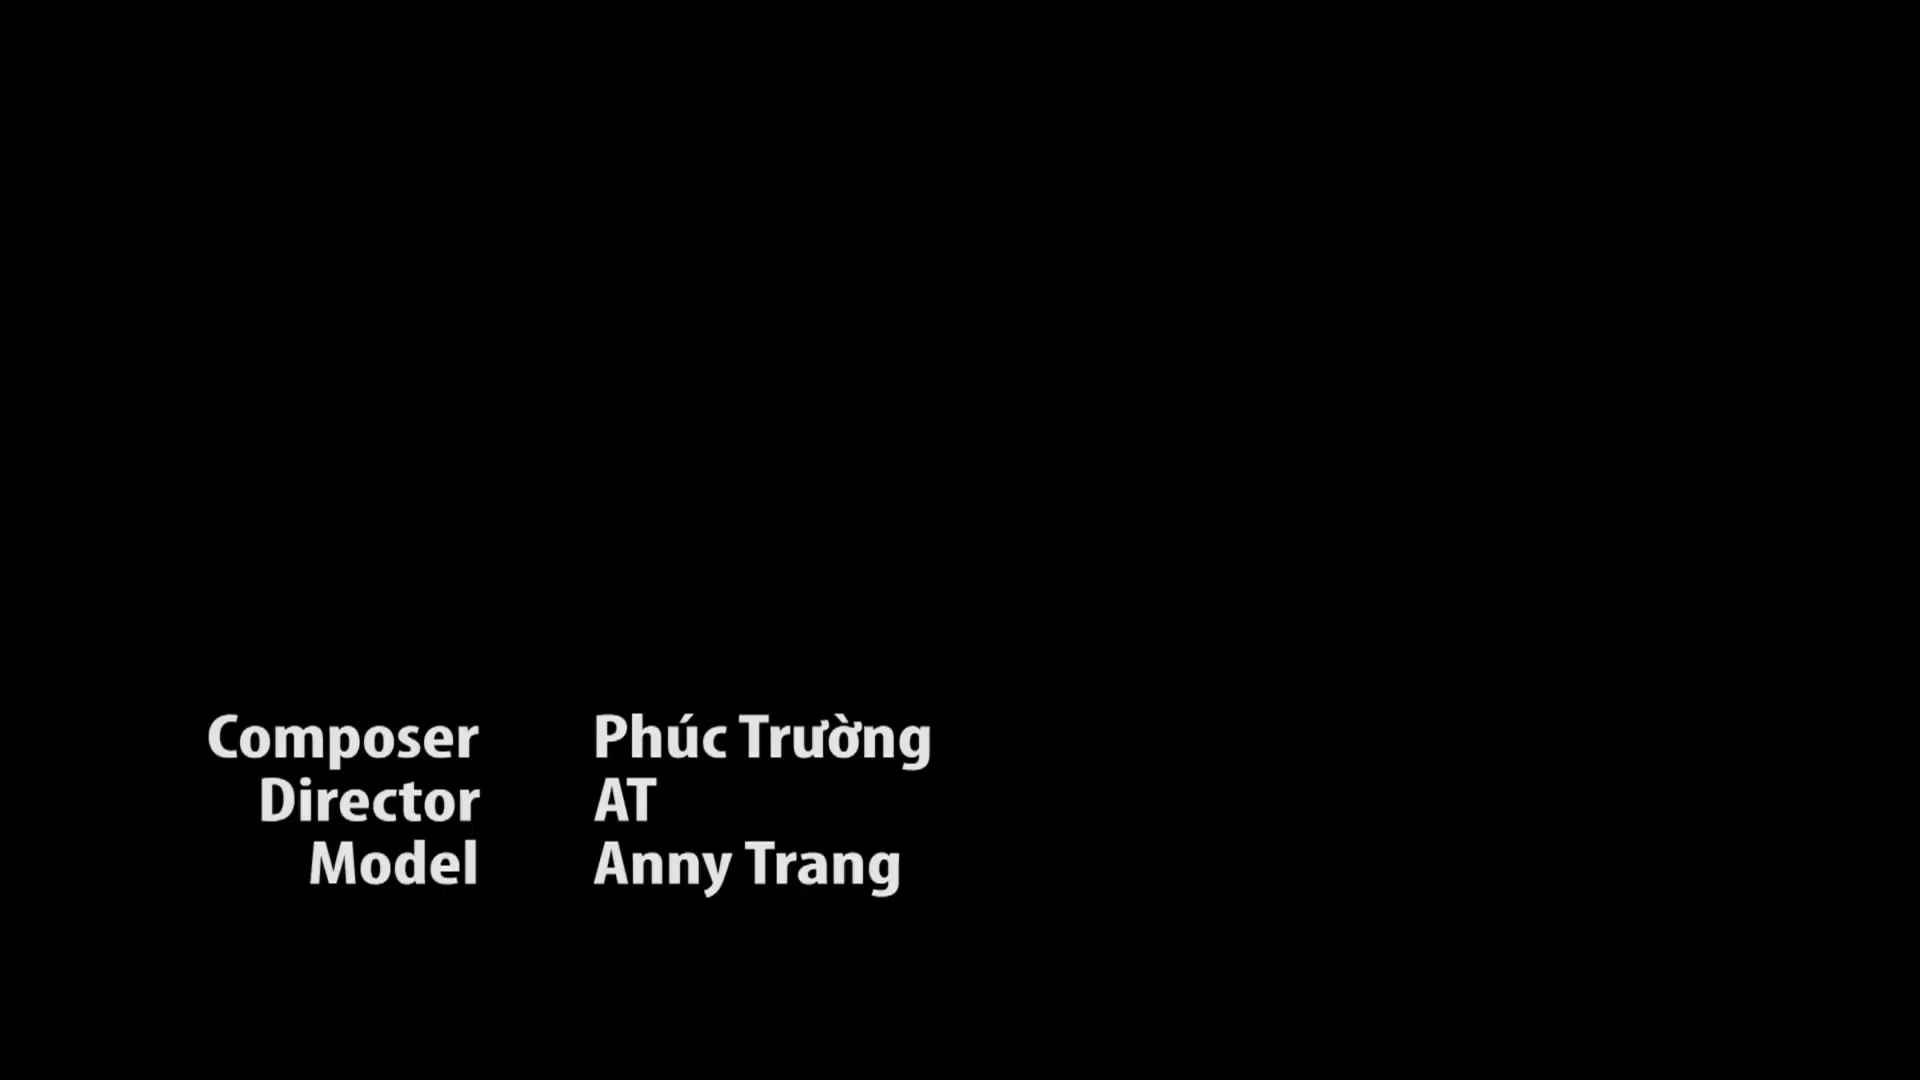 Composer Phúc Trường
Director AT
Model Anny Trang